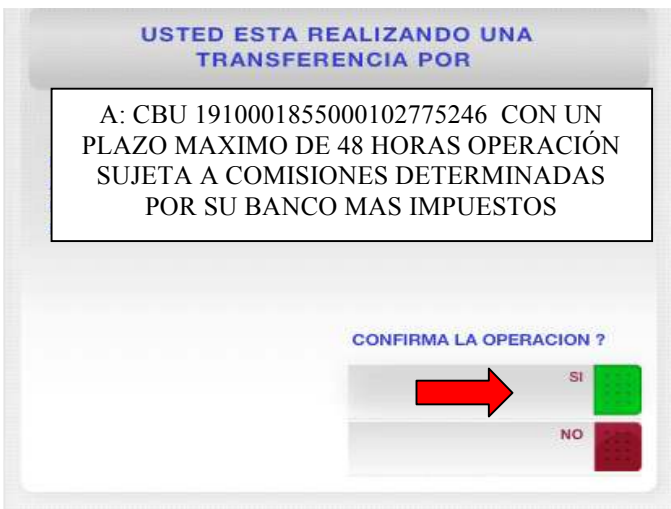 USTED ESTA REALIZANDO UNA
TRANSFERENCIA POR
A: CBU 1910001855000102775246 CON UN
PLAZO MAXIMO DE 48 HORAS OPERACIÓN
SUJETA A COMISIONES DETERMINADAS
POR SU BANCO MAS IMPUESTOS
CONFIRMA LA OPERACION ?
SI
NO